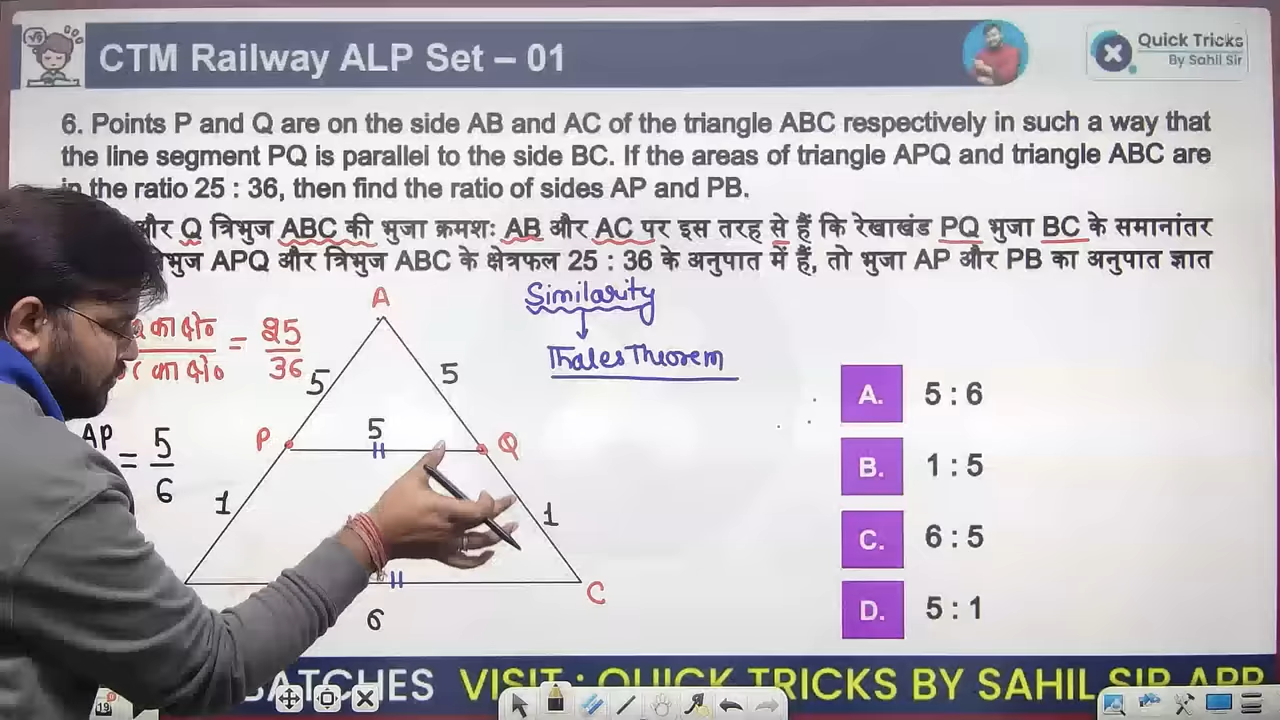 CTM Railway ALP Set – 01
Quick Tricks
By Sahil Sir
6. Points P and Q are on the side AB and AC of the triangle ABC respectively in such a way that
the line segment PQ is parallel to the side BC. If the areas of triangle APQ and triangle ABC are
the ratio 25 : 36, then find the ratio of sides AP and PB.
और Q त्रिभुज ABC की भुजा क्रमशः AB और AC पर इस तरह से हैं कि रेखाखंड PQ भुजा BC के समानांतर
APQ और त्रिभुज ABC के क्षेत्रफल 25 : 36 के अनुपात में हैं, तो भुजा AP और PB का अनुपात ज्ञात
Similarity
Thales Theorem
का क्षे० = 25
का क्षे० 36
AP = 5
6
A
5 5
P 5 Q
1 1
C
6
A. 5 : 6
B. 1 : 5
C. 6 : 5
D. 5 : 1
BATCHES VISIT : QUICK TRICKS BY SAHIL SIR APP
19